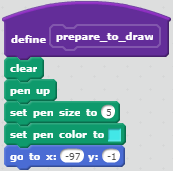 define prepare_to_draw
clear
pen up
set pen size to 5
set pen color to
go to x: -97 y: -1